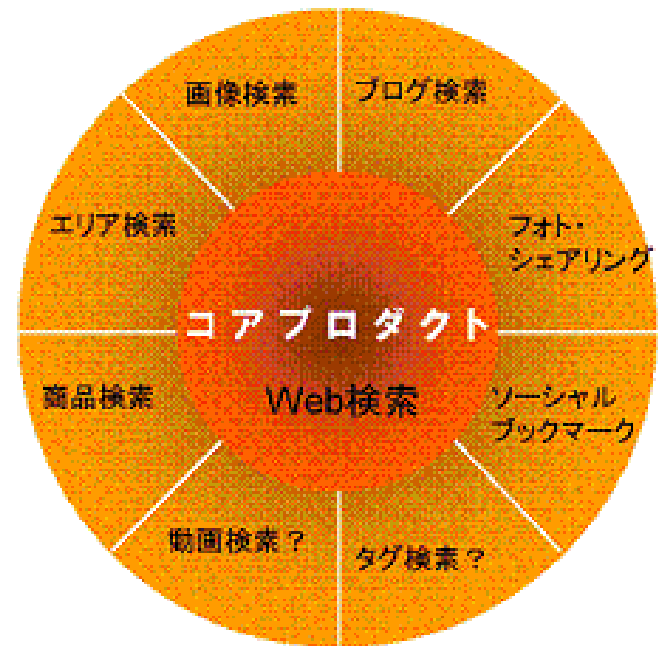 画像検索
ブログ検索
エリア検索
フォト・
シェアリング
コアプロダクト
Web検索
商品検索
ソーシャル
ブックマーク
動画検索？
タグ検索？